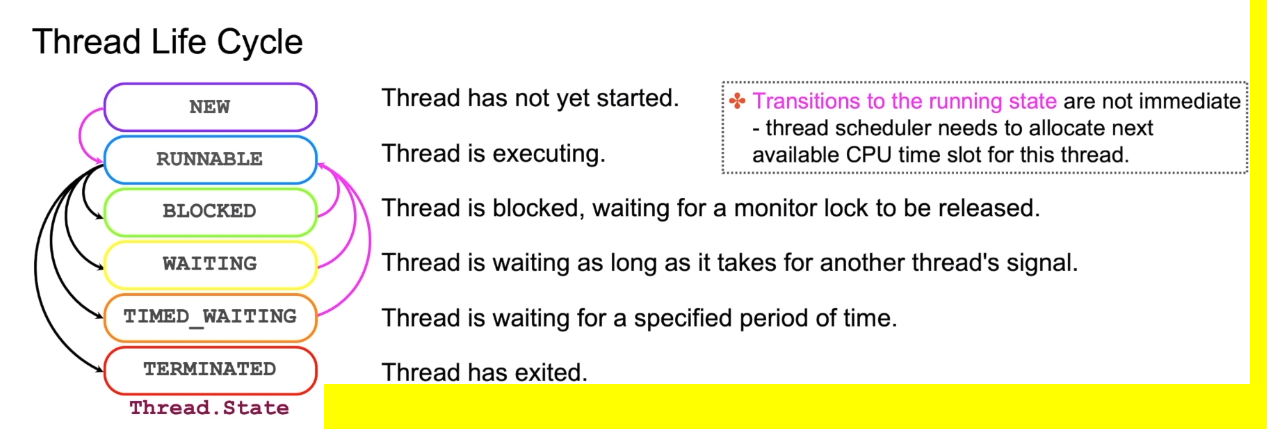 Thread Life Cycle
NEW
Thread has not yet started.
✤ Transitions to the running state are not immediate
- thread scheduler needs to allocate next
available CPU time slot for this thread.
RUNNABLE
Thread is executing.
BLOCKED
Thread is blocked, waiting for a monitor lock to be released.
WAITING
Thread is waiting as long as it takes for another thread's signal.
TIMED_WAITING
Thread is waiting for a specified period of time.
TERMINATED
Thread has exited.
Thread.State